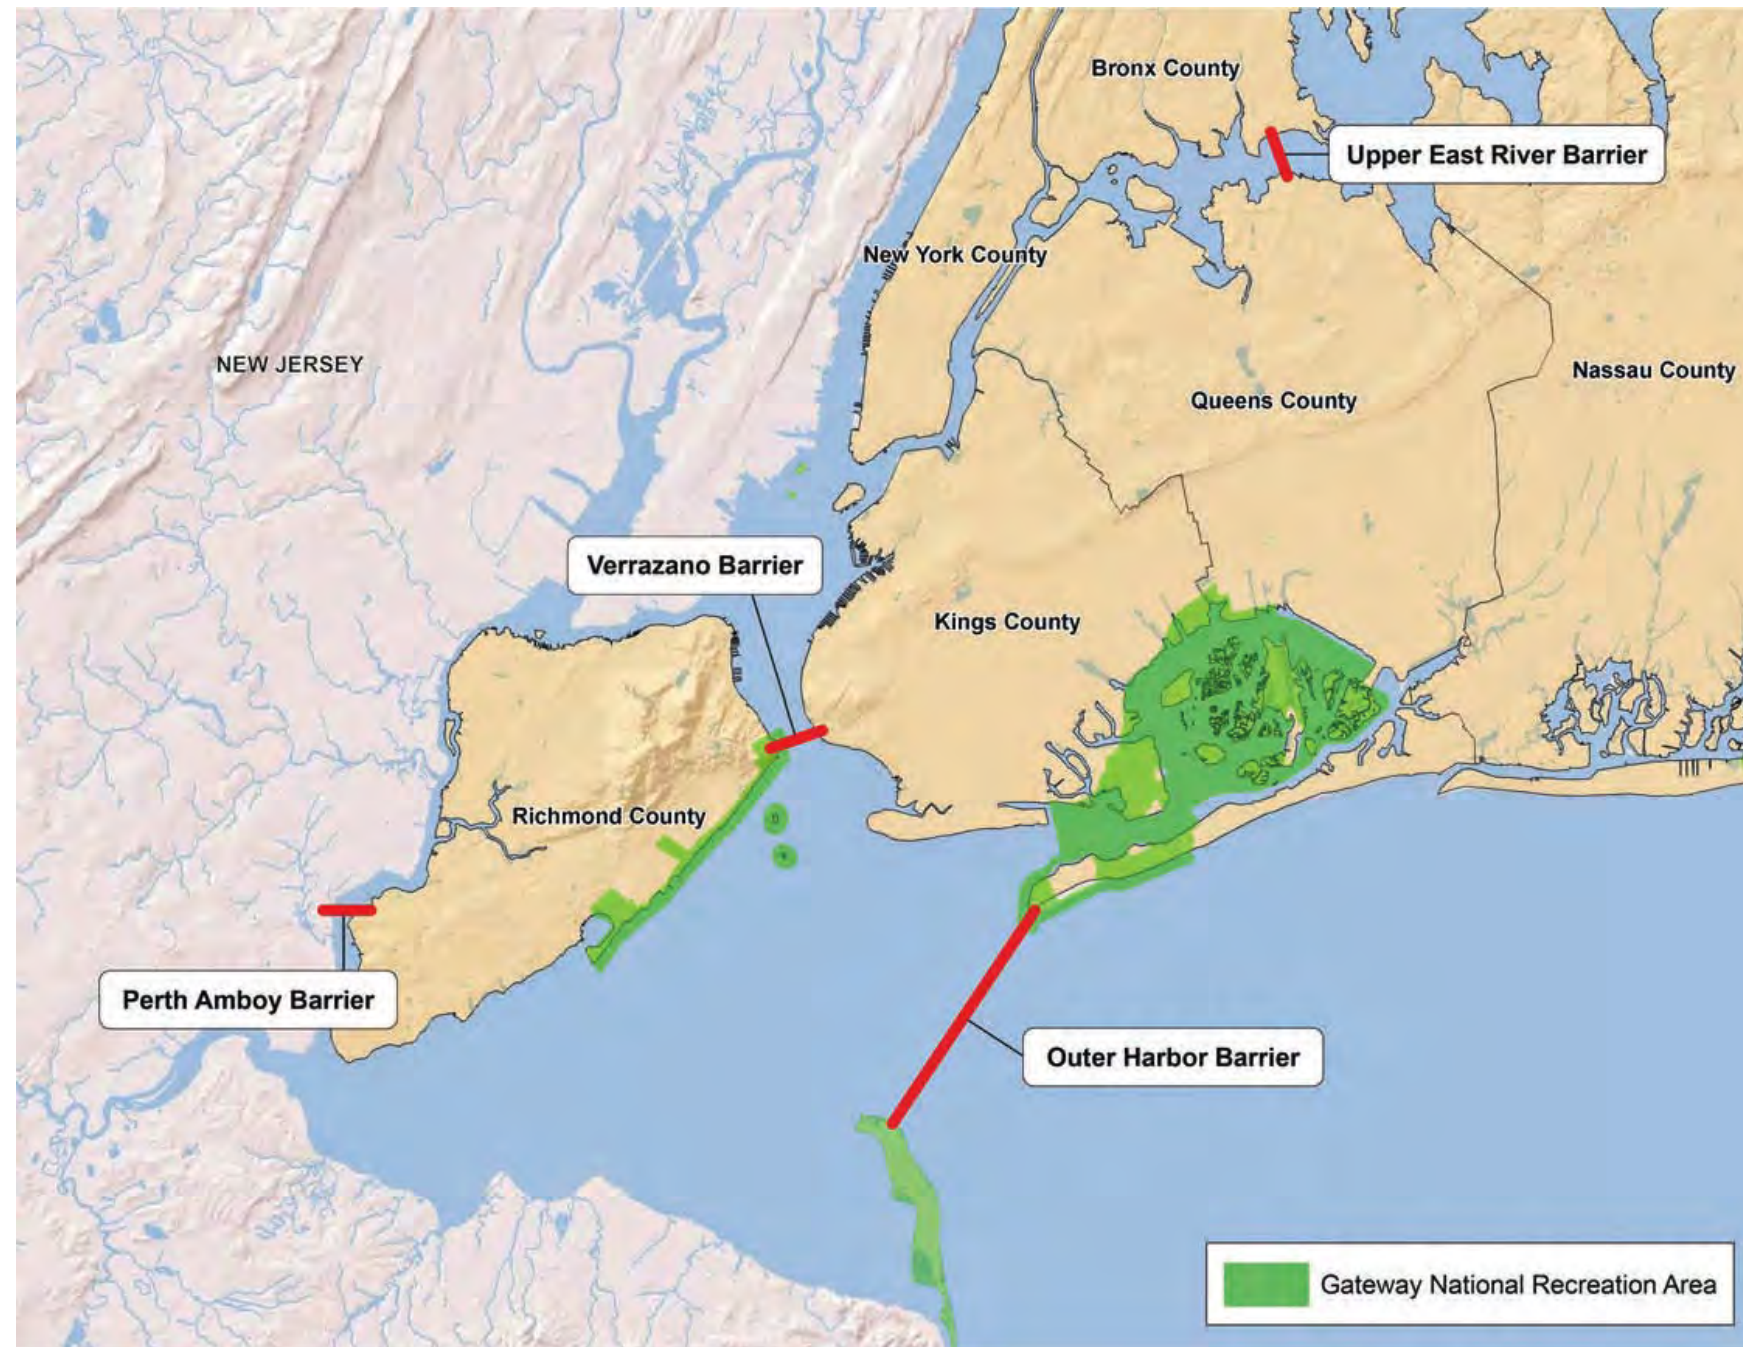 Bronx County
Upper East River Barrier
New York County
NEW JERSEY
Nassau County
Queens County
Verrazano Barrier
Kings County
Richmond County
Perth Amboy Barrier
Outer Harbor Barrier
Gateway National Recreation Area